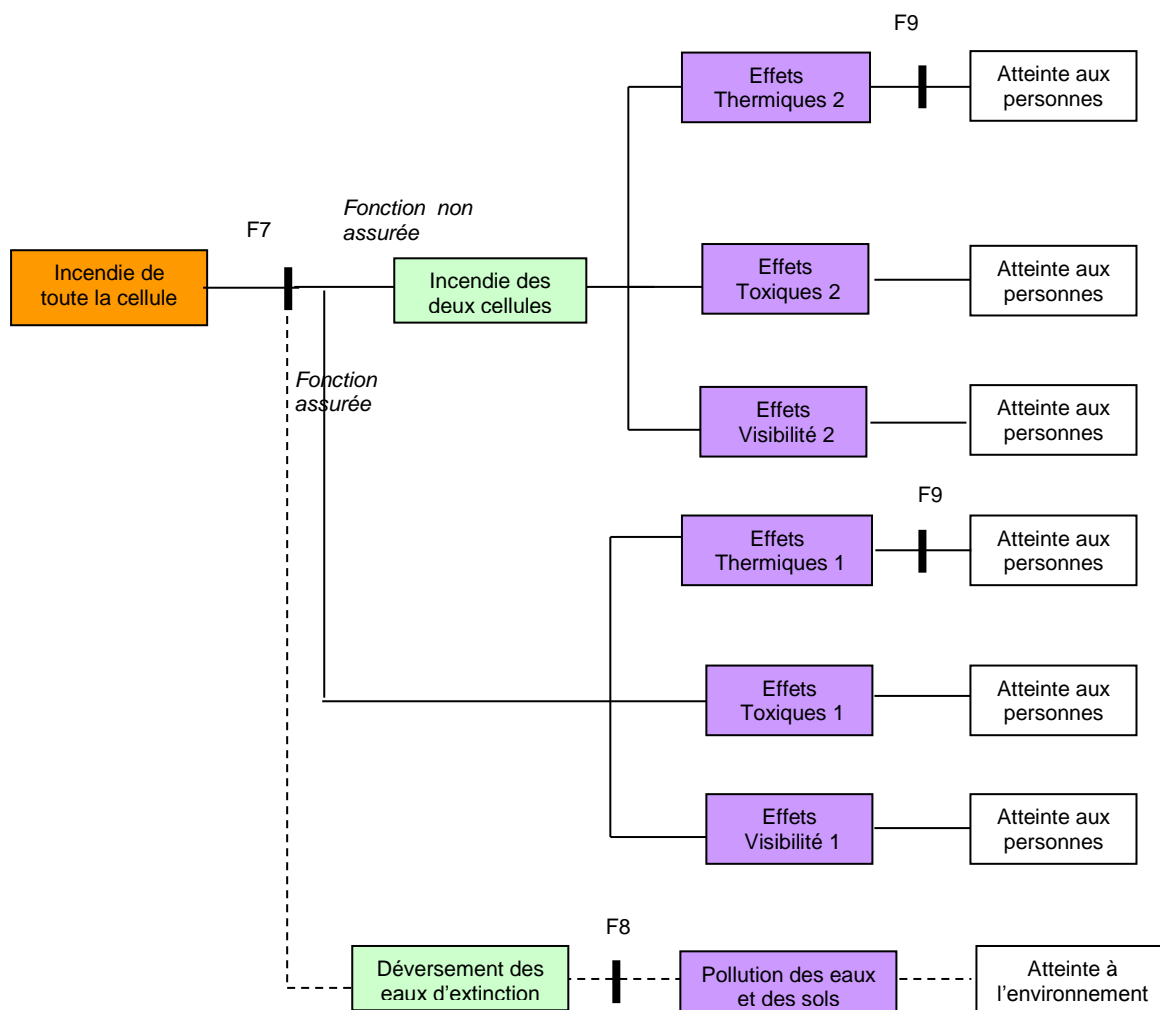 F9
Effets
Thermiques 2
Atteinte aux
personnes
Fonction non
assurée
F7
Incendie de
toute la cellule
Incendie des
deux cellules
Effets
Toxiques 2
Atteinte aux
personnes
Fonction
assurée
Effets
Visibilité 2
Atteinte aux
personnes
F9
Effets
Thermiques 1
Atteinte aux
personnes
Effets
Toxiques 1
Atteinte aux
personnes
Effets
Visibilité 1
Atteinte aux
personnes
F8
Déversement des
eaux d'extinction
Pollution des eaux
et des sols
Atteinte à
l'environnement